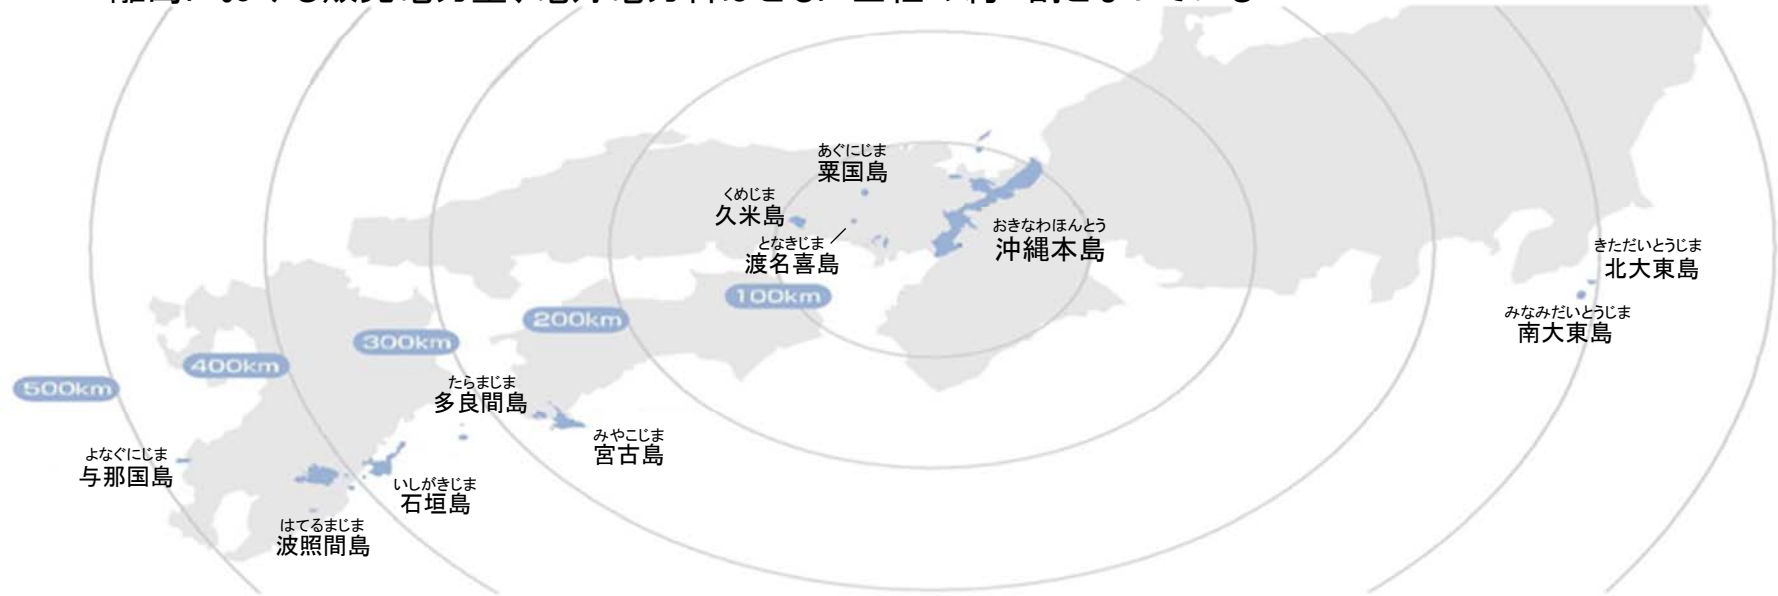 あぐにじま
粟国島
くめじま
久米島
となきじま
渡名喜島
おきなわほんとう
沖縄本島
きただいとうじま
北大東島
みなみだいとうじま
南大東島
100km
200km
300km
400km
500km
たらまじま
多良間島
みやこじま
宮古島
よなぐにじま
与那国島
いしがきじま
石垣島
はてるまじま
波照間島